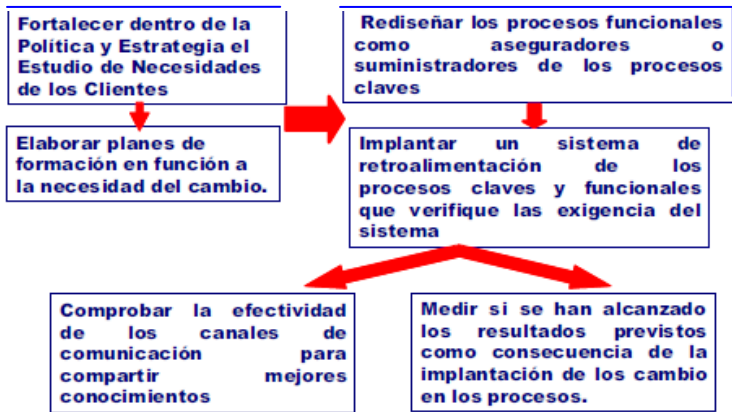 Fortalecer dentro de la
Política y Estrategia el
Estudio de Necesidades
de los Clientes
Elaborar planes de
formación en función a
la necesidad del cambio.
Rediseñar los procesos funcionales
como aseguradores o
suministradores de los procesos
claves
Implantar un sistema de
retroalimentación de los
procesos claves y funcionales
que verifique las exigencia del
sistema
Comprobar la efectividad
de los canales de
comunicación para
compartir mejores
conocimientos
Medir si se han alcanzado
los resultados previstos
como consecuencia de la
implantación de los cambio
en los procesos.